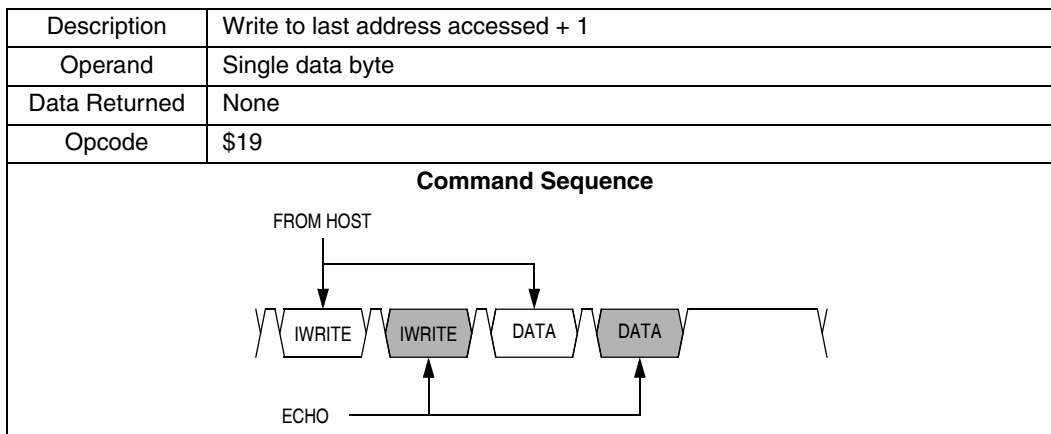 Description Write to last address accessed + 1
Operand Single data byte
Data Returned None
Opcode $19
Command Sequence
FROM HOST
IWRITE IWRITE DATA DATA
ECHO